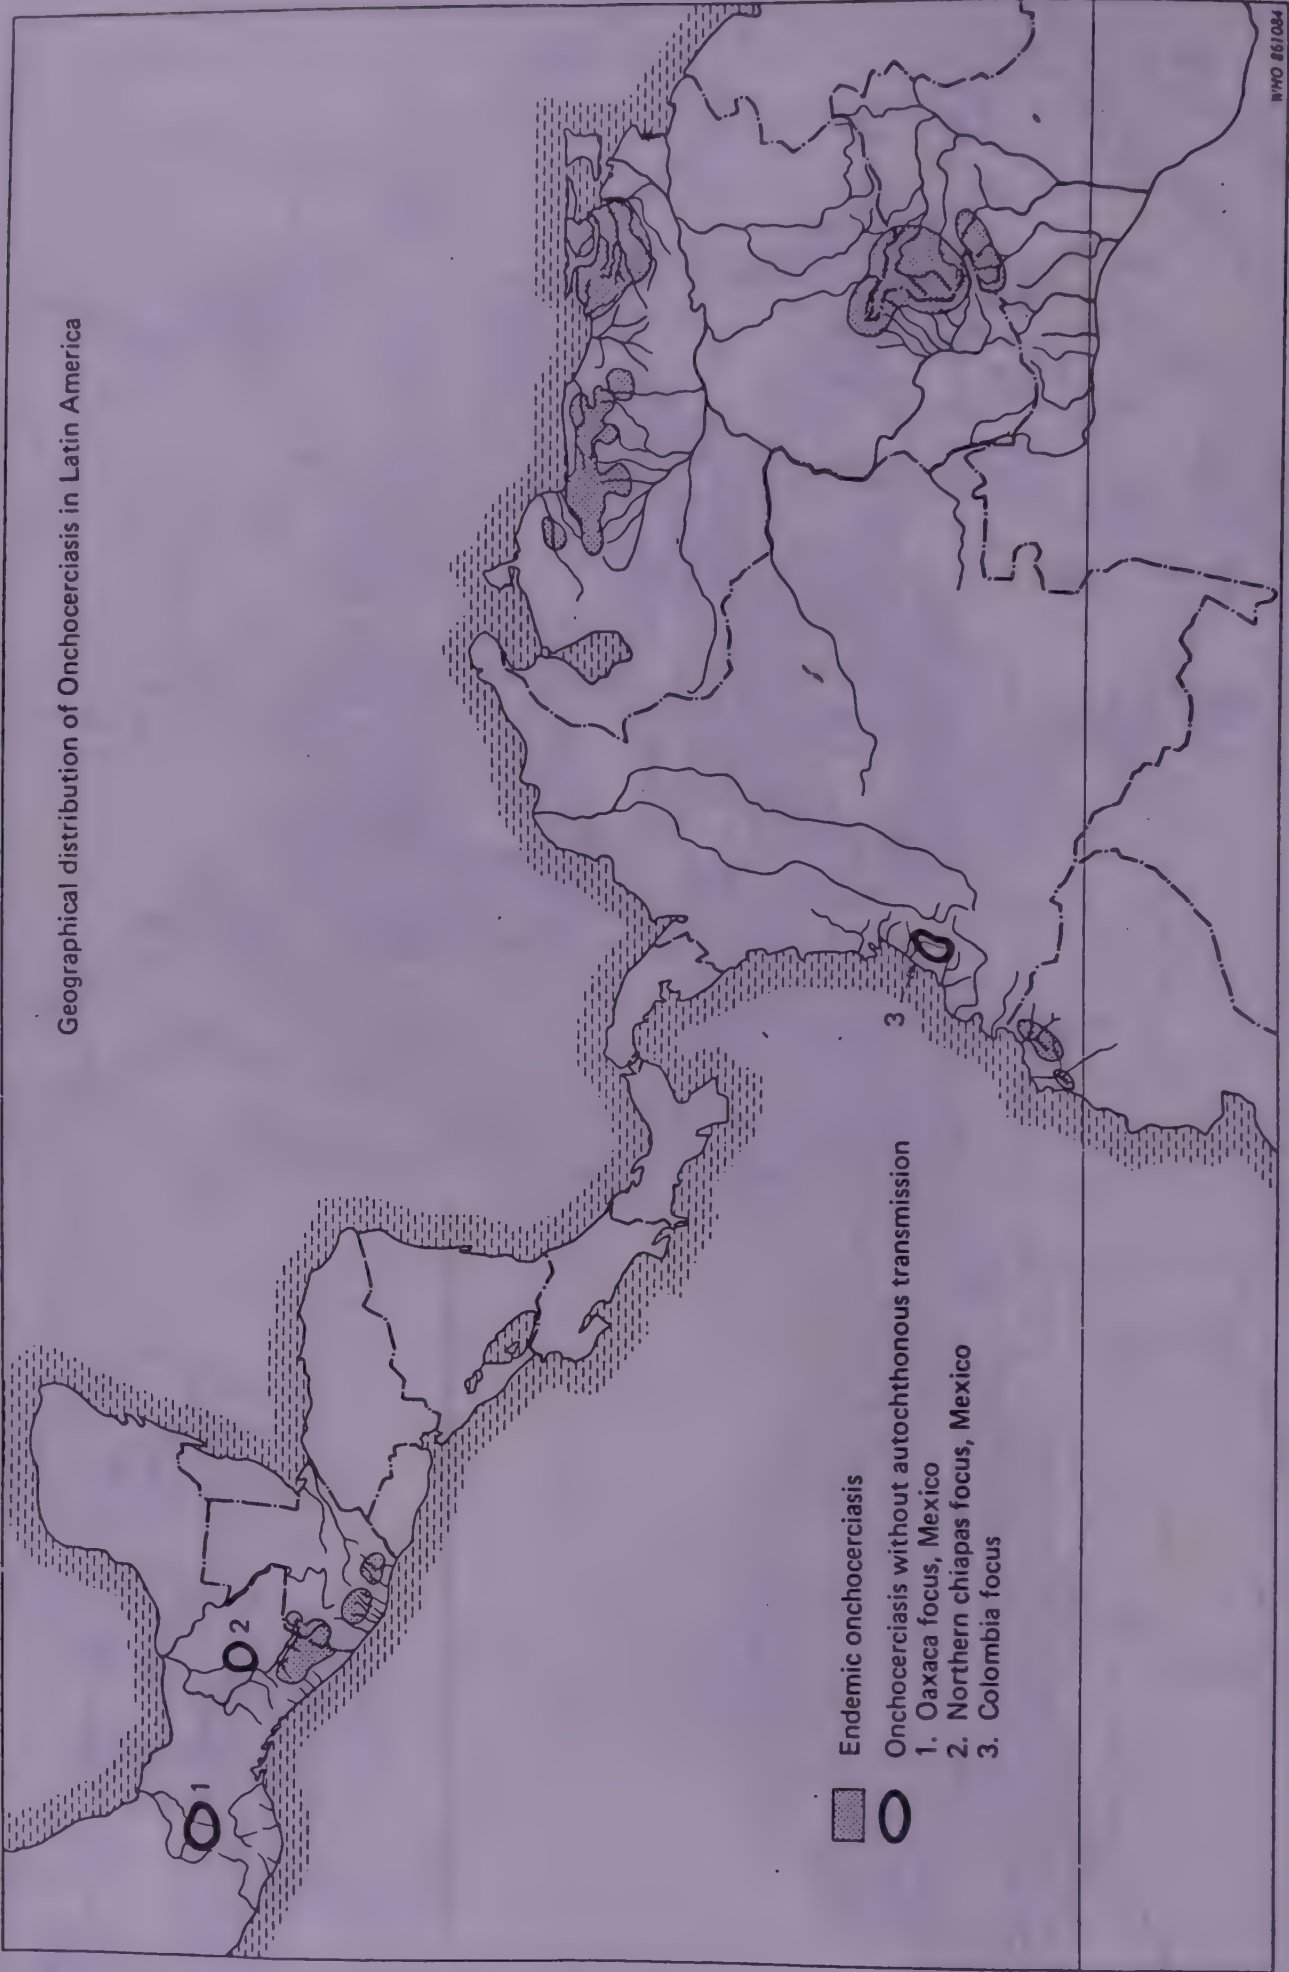 Geographical distribution of Onchocerciasis in Latin America
1
2
3
Endemic onchocerciasis
Onchocerciasis without autochthonous transmission
1. Oaxaca focus, Mexico
2. Northern chiapas focus, Mexico
3. Colombia focus
WHO 861084